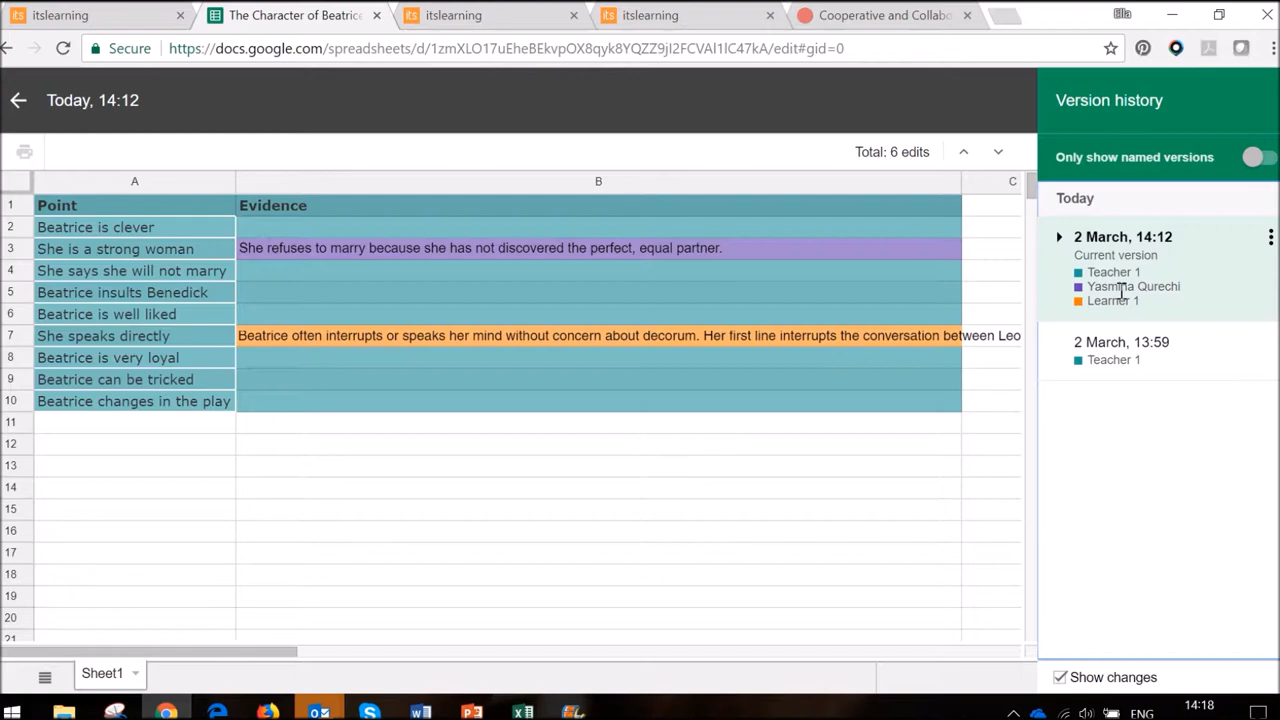 itslearning
The Character of Beatrice
itslearning
itslearning
Cooperative and Collabo
Ella
Secure
https://docs.google.com/spreadsheets/d/1zmXLO17uEheBEkvpOX8qyk8YQZZ9jI2FCVAl1lC47kA/edit#gid=0
Today, 14:12
Version history
Total: 6 edits
Only show named versions
A B C
1 Point Evidence
2 Beatrice is clever
3 She is a strong woman She refuses to marry because she has not discovered the perfect, equal partner.
4 She says she will not marry
5 Beatrice insults Benedick
6 Beatrice is well liked
7 She speaks directly Beatrice often interrupts or speaks her mind without concern about decorum. Her first line interrupts the conversation between Leo
8 Beatrice is very loyal
9 Beatrice can be tricked
10 Beatrice changes in the play
11
12
13
14
15
16
17
18
19
20
21
Today
2 March, 14:12
Current version
Teacher 1
Yasmina Qurechi
Learner 1
2 March, 13:59
Teacher 1
Sheet1
Show changes
ENG
14:18